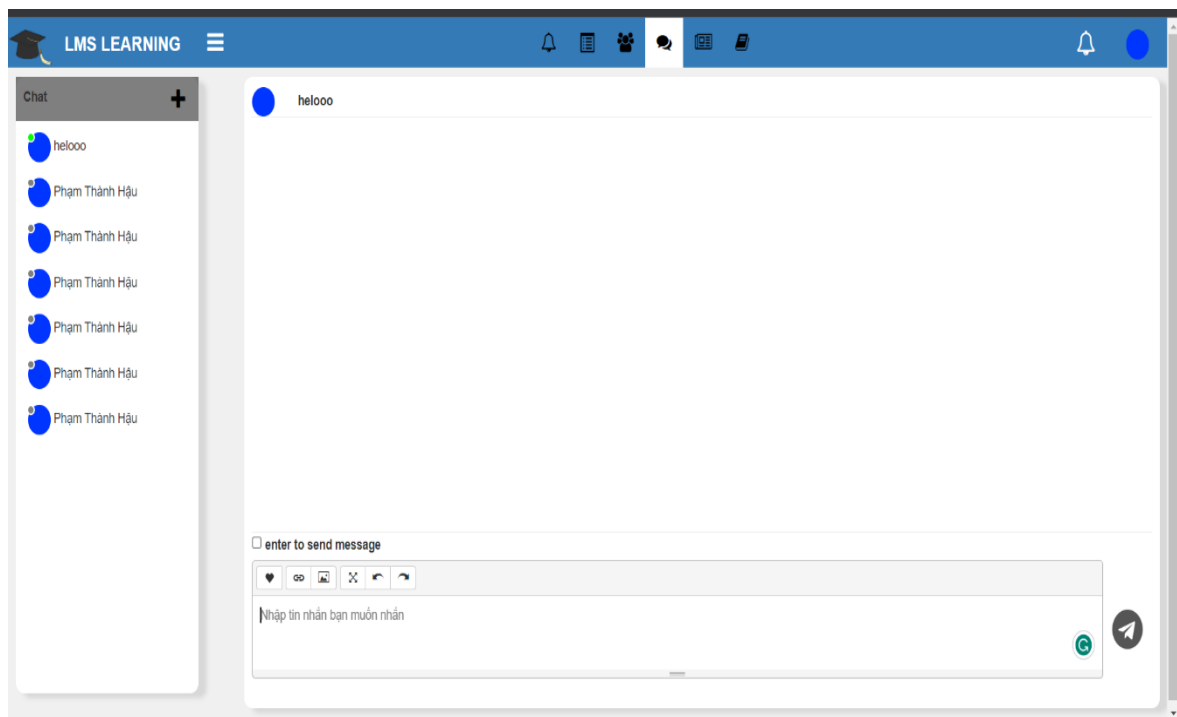 LMS LEARNING
Chat
helooo
Phạm Thành Hậu
Phạm Thành Hậu
Phạm Thành Hậu
Phạm Thành Hậu
Phạm Thành Hậu
Phạm Thành Hậu
helooo
enter to send message
Nhập tin nhắn bạn muốn nhắn